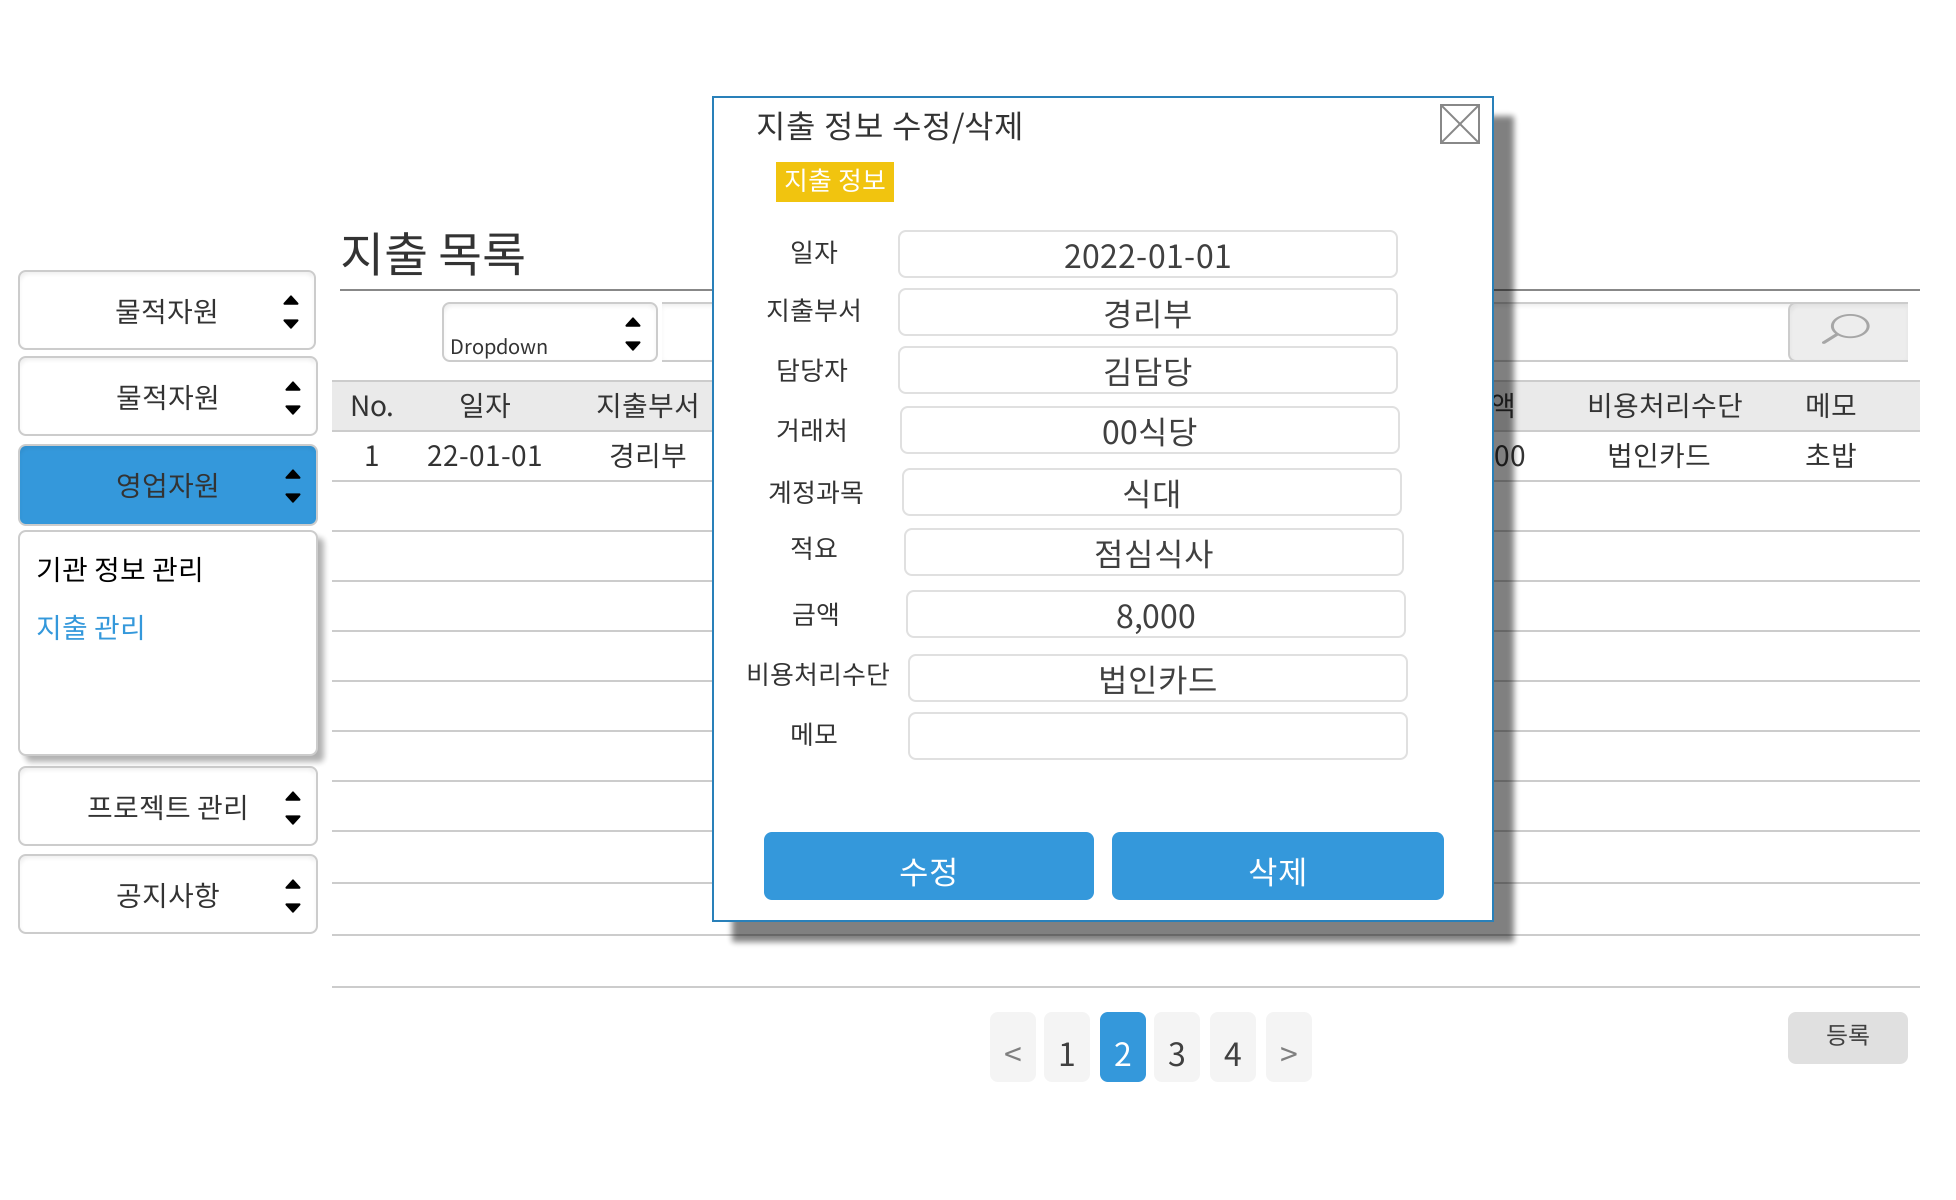 지출 정보 수정/삭제
지출 정보
일자 2022-01-01
지출부서 경리부
담당자 김담당
거래처 00식당
계정과목 식대
적요 점심식사
금액 8,000
비용처리수단 법인카드
메모
수정 삭제
지출 목록
물적자원
물적자원
영업자원
기관 정보 관리
지출 관리
프로젝트 관리
공지사항
Dropdown
No. 일자 지출부서 액 비용처리수단 메모
1 22-01-01 경리부 00 법인카드 초밥
< 1 2 3 4 >
등록